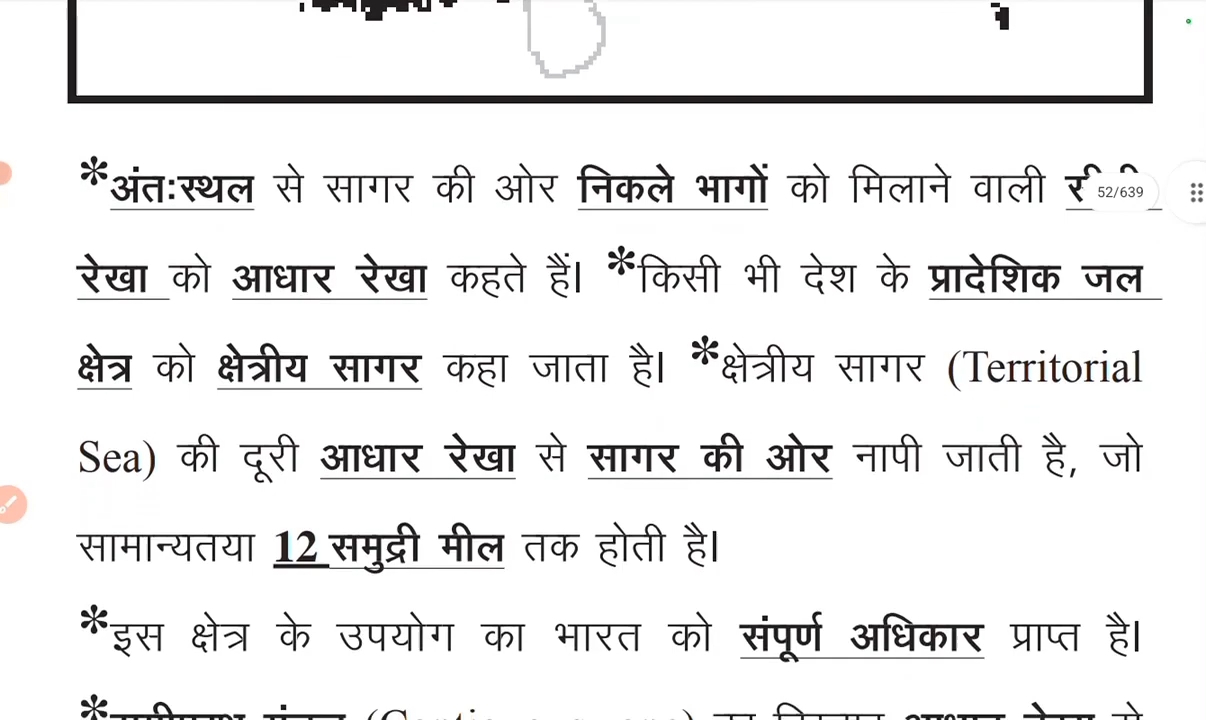 52/639
*अंतःस्थल से सागर की ओर निकले भागों को मिलाने वाली
रेखा को आधार रेखा कहते हैं। *किसी भी देश के प्रादेशिक जल
क्षेत्र को क्षेत्रीय सागर कहा जाता है। *क्षेत्रीय सागर (Territorial
Sea) की दूरी आधार रेखा से सागर की ओर नापी जाती है, जो
सामान्यतया 12 समुद्री मील तक होती है।
*इस क्षेत्र के उपयोग का भारत को संपूर्ण अधिकार प्राप्त है।